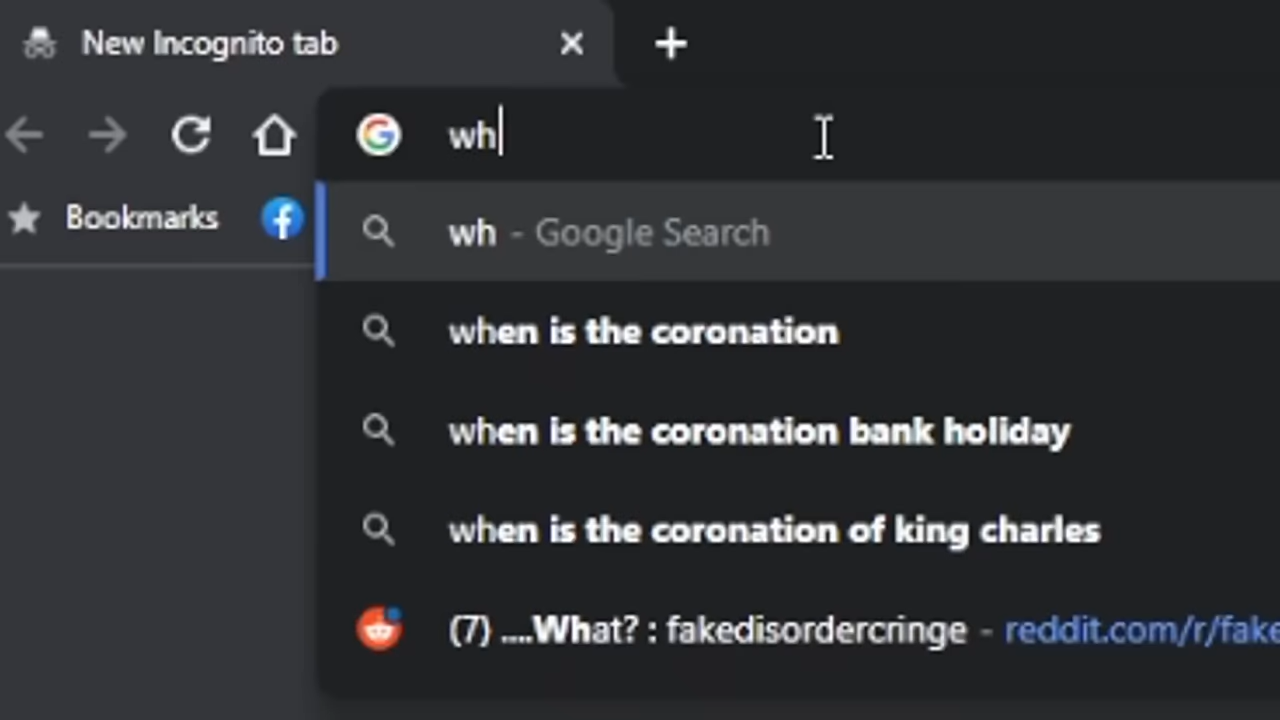 New Incognito tab
wh
Bookmarks
wh - Google Search
when is the coronation
when is the coronation bank holiday
when is the coronation of king charles
(7) ....What? : fakedisordercringe - reddit.com/r/fake